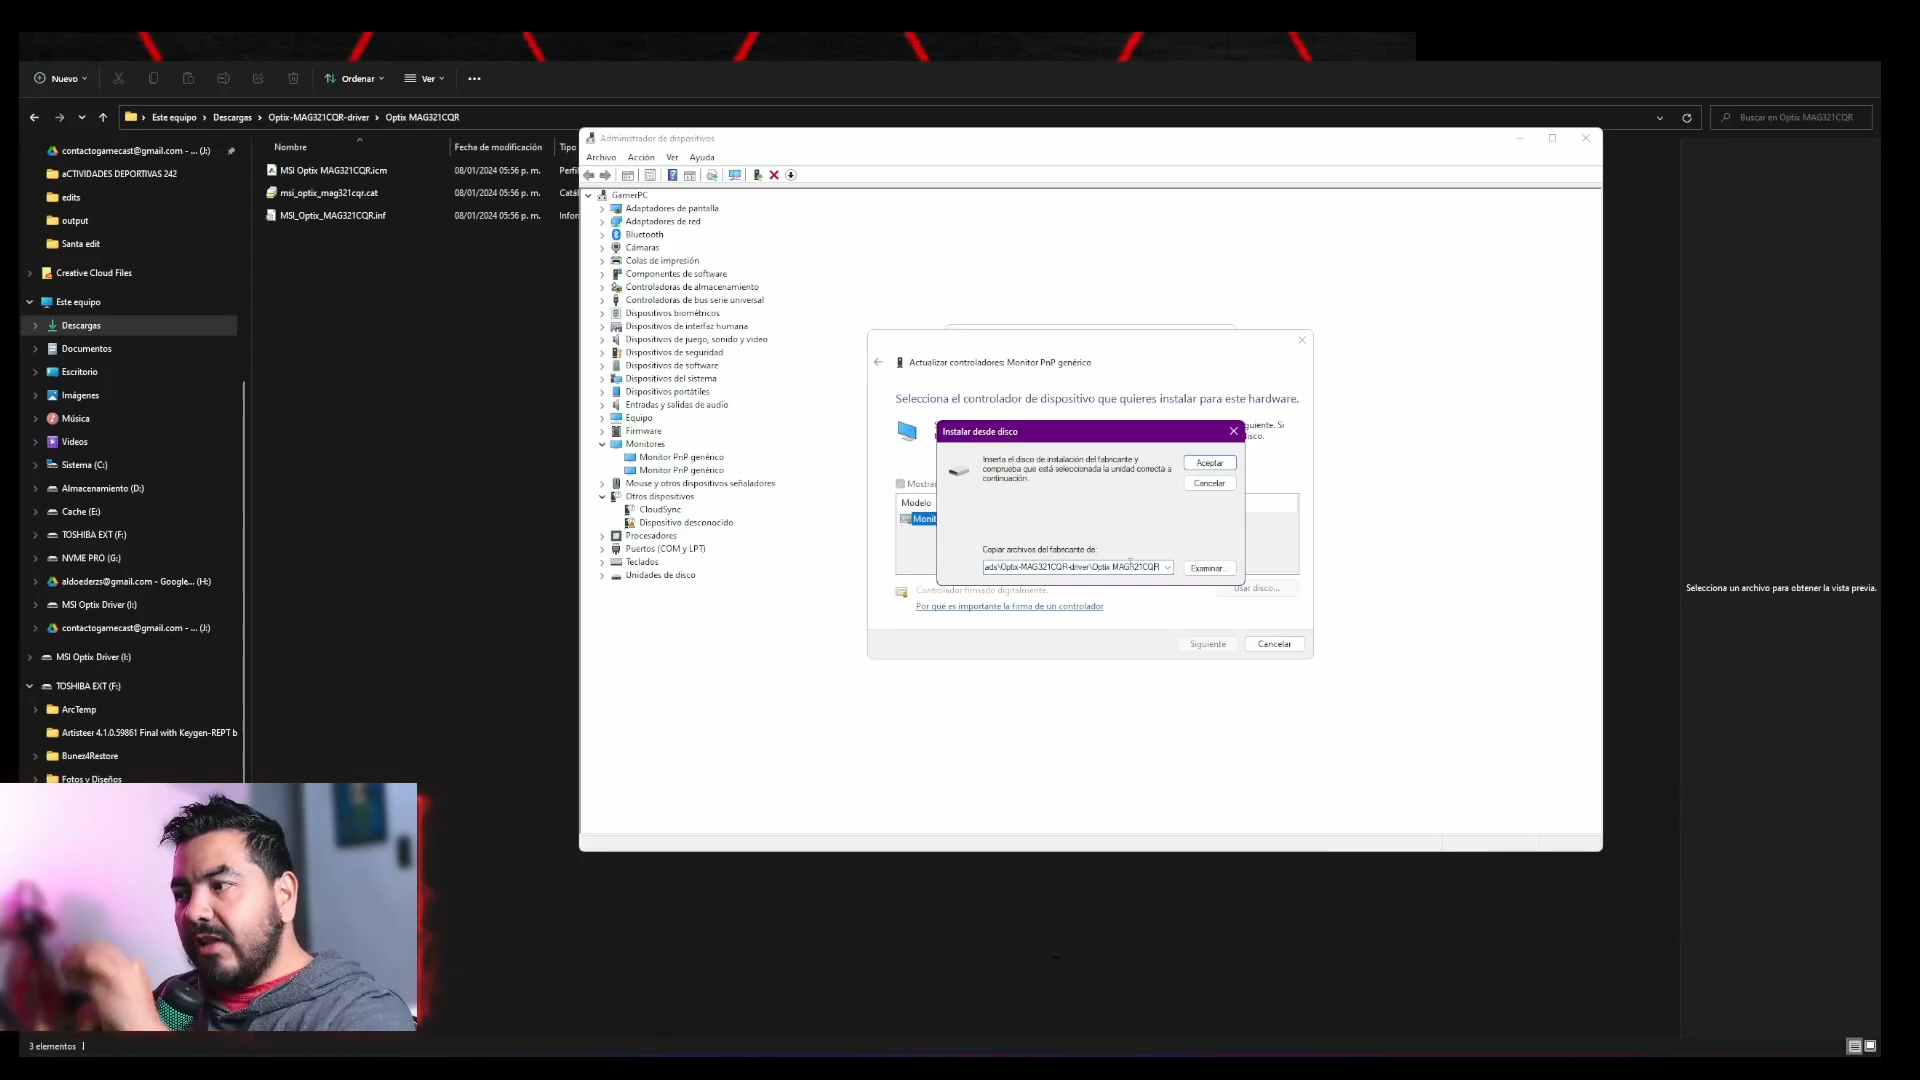 Nuevo
Ordenar
Ver
Este equipo
Descargas
Optix-MAG321CQR-driver
Optix MAG321CQR
Buscar en Optix MAG321CQR
contactogamecast@gmail.com - ... (J:)
aCTIVIDADES DEPORTIVAS 242
edits
output
Santa edit
Creative Cloud Files
Este equipo
Descargas
Documentos
Escritorio
Imágenes
Música
Videos
Sistema (C:)
Almacenamiento (D:)
Cache (E:)
TOSHIBA EXT (F:)
NVME PRO (G:)
aldoederzs@gmail.com - Google... (H:)
MSI Optix Driver (I:)
contactogamecast@gmail.com - ... (J:)
MSI Optix Driver (I:)
TOSHIBA EXT (F:)
ArcTemp
Artisteer 4.1.0.59861 Final with Keygen-REPT b
Bunez4Restore
Fotos y Diseños
3 elementos
Nombre
Fecha de modificación
Tipo
MSI Optix MAG321CQR.icm
08/01/2024 05:56 p. m.
Perfil
msi_optix_mag321cqr.cat
08/01/2024 05:56 p. m.
Catál
MSI_Optix_MAG321CQR.inf
08/01/2024 05:56 p. m.
Infor
Administrador de dispositivos
Archivo
Acción
Ver
Ayuda
GamerPC
Adaptadores de pantalla
Adaptadores de red
Bluetooth
Cámaras
Colas de impresión
Componentes de software
Controladoras de almacenamiento
Controladoras de bus serie universal
Dispositivos biométricos
Dispositivos de interfaz humana
Dispositivos de juego, sonido y video
Dispositivos de seguridad
Dispositivos de software
Dispositivos del sistema
Dispositivos portátiles
Entradas y salidas de audio
Equipo
Firmware
Monitores
Monitor PnP genérico
Monitor PnP genérico
Mouse y otros dispositivos señaladores
Otros dispositivos
CloudSync
Dispositivo desconocido
Procesadores
Puertos (COM y LPT)
Teclados
Unidades de disco
Actualizar controladores: Monitor PnP genérico
Selecciona el controlador de dispositivo que quieres instalar para este hardware.
guiente. Si
isco.
Mostrar
Modelo
Monit
Controlador firmado digitalmente.
Usar disco...
Por qué es importante la firma de un controlador
Siguiente
Cancelar
Instalar desde disco
Inserta el disco de instalación del fabricante y
comprueba que está seleccionada la unidad correcta a
continuación.
Aceptar
Cancelar
Copiar archivos del fabricante de:
ads\Optix-MAG321CQR-driver\Optix MAG321CQR
Examinar...
Selecciona un archivo para obtener la vista previa.